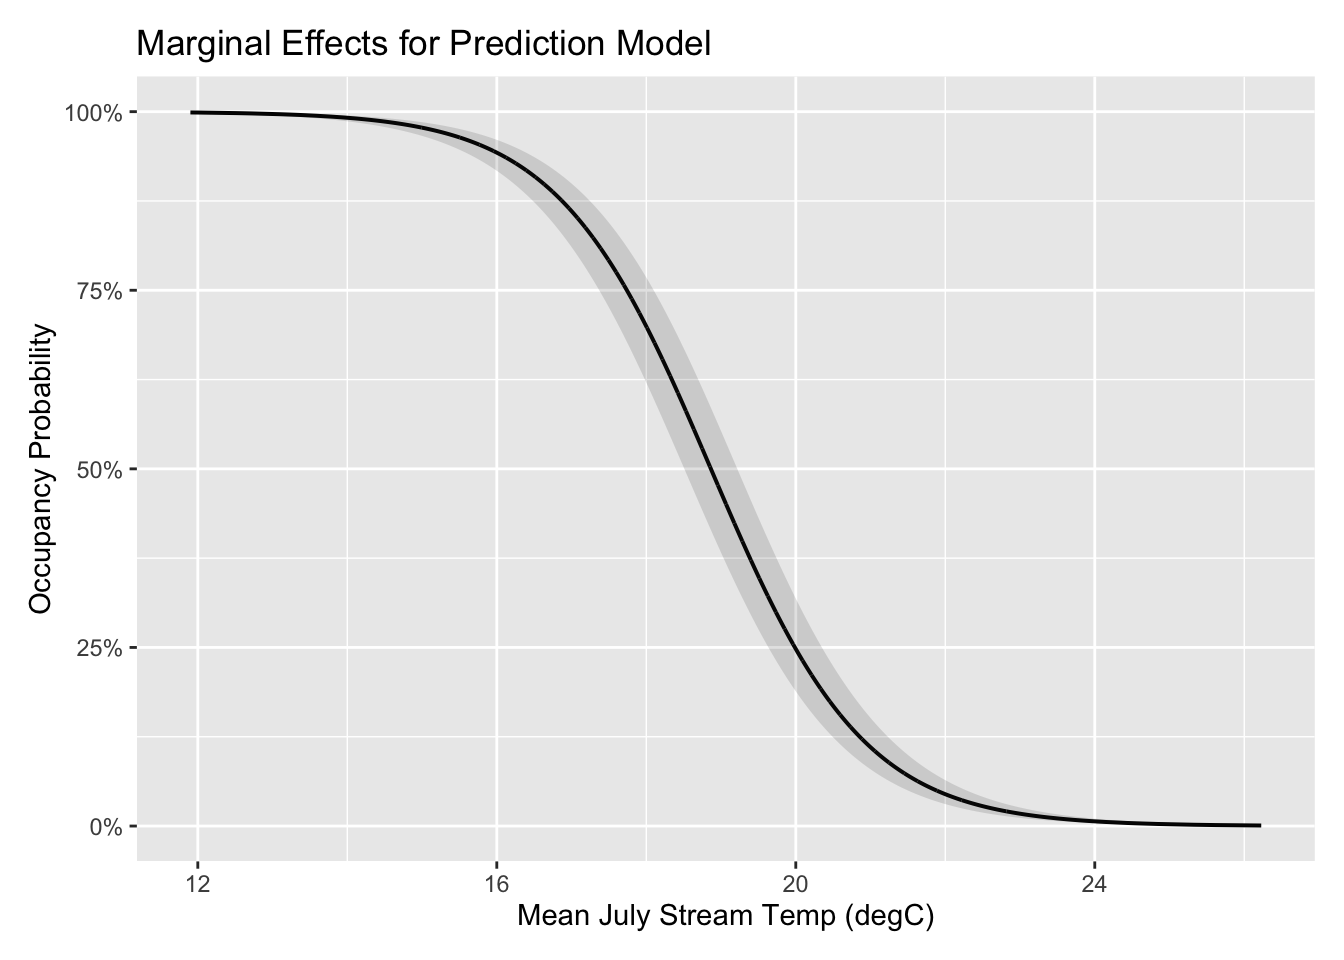 Marginal Effects for Prediction Model
100%
75%
50%
25%
0%
Occupancy Probability
12 16 20 24
Mean July Stream Temp (degC)